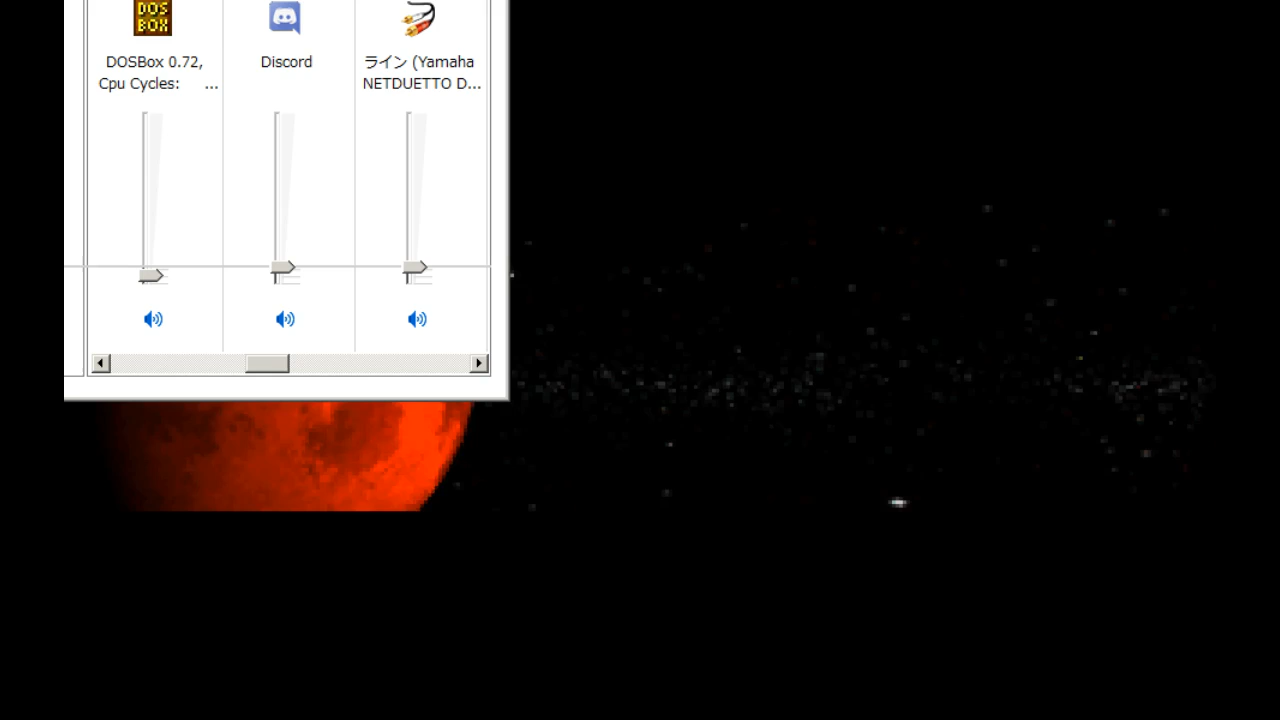 DOS
BOX
DOSBox 0.72,
Cpu Cycles: ...
Discord
ライン (Yamaha
NETDUETTO D...